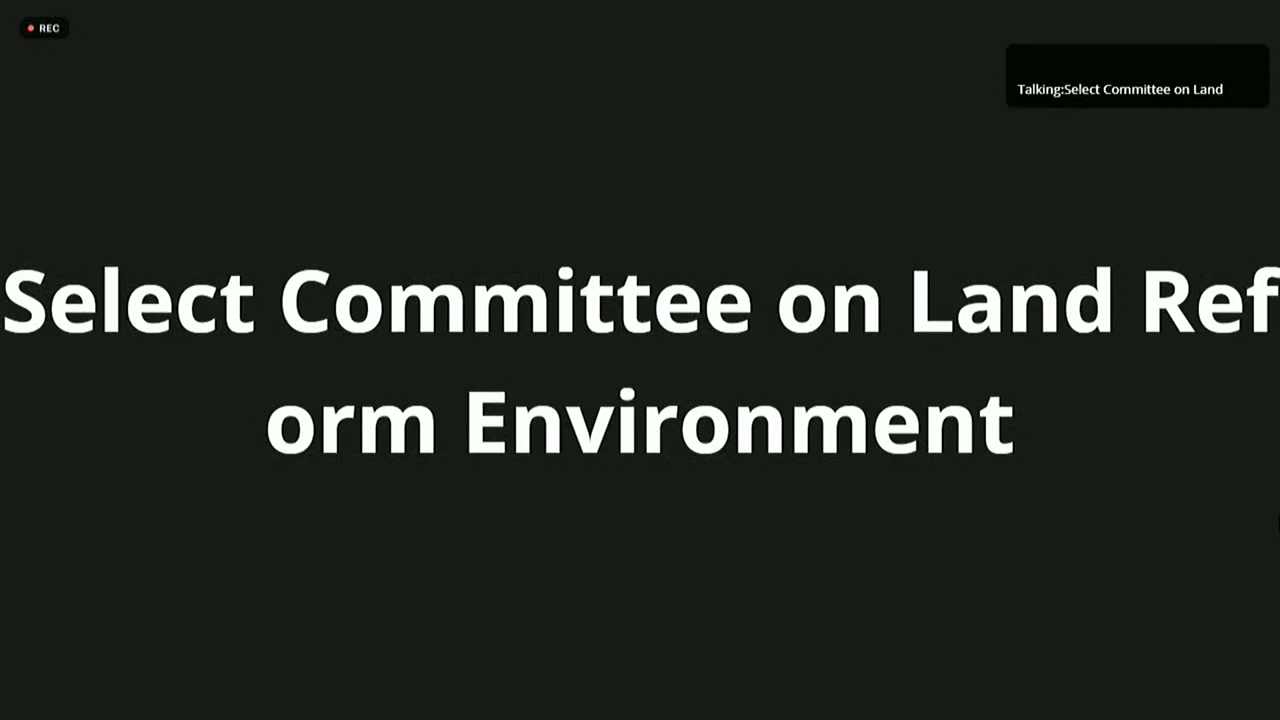 REC
Talking:Select Committee on Land
Select Committee on Land Ref
orm Environment